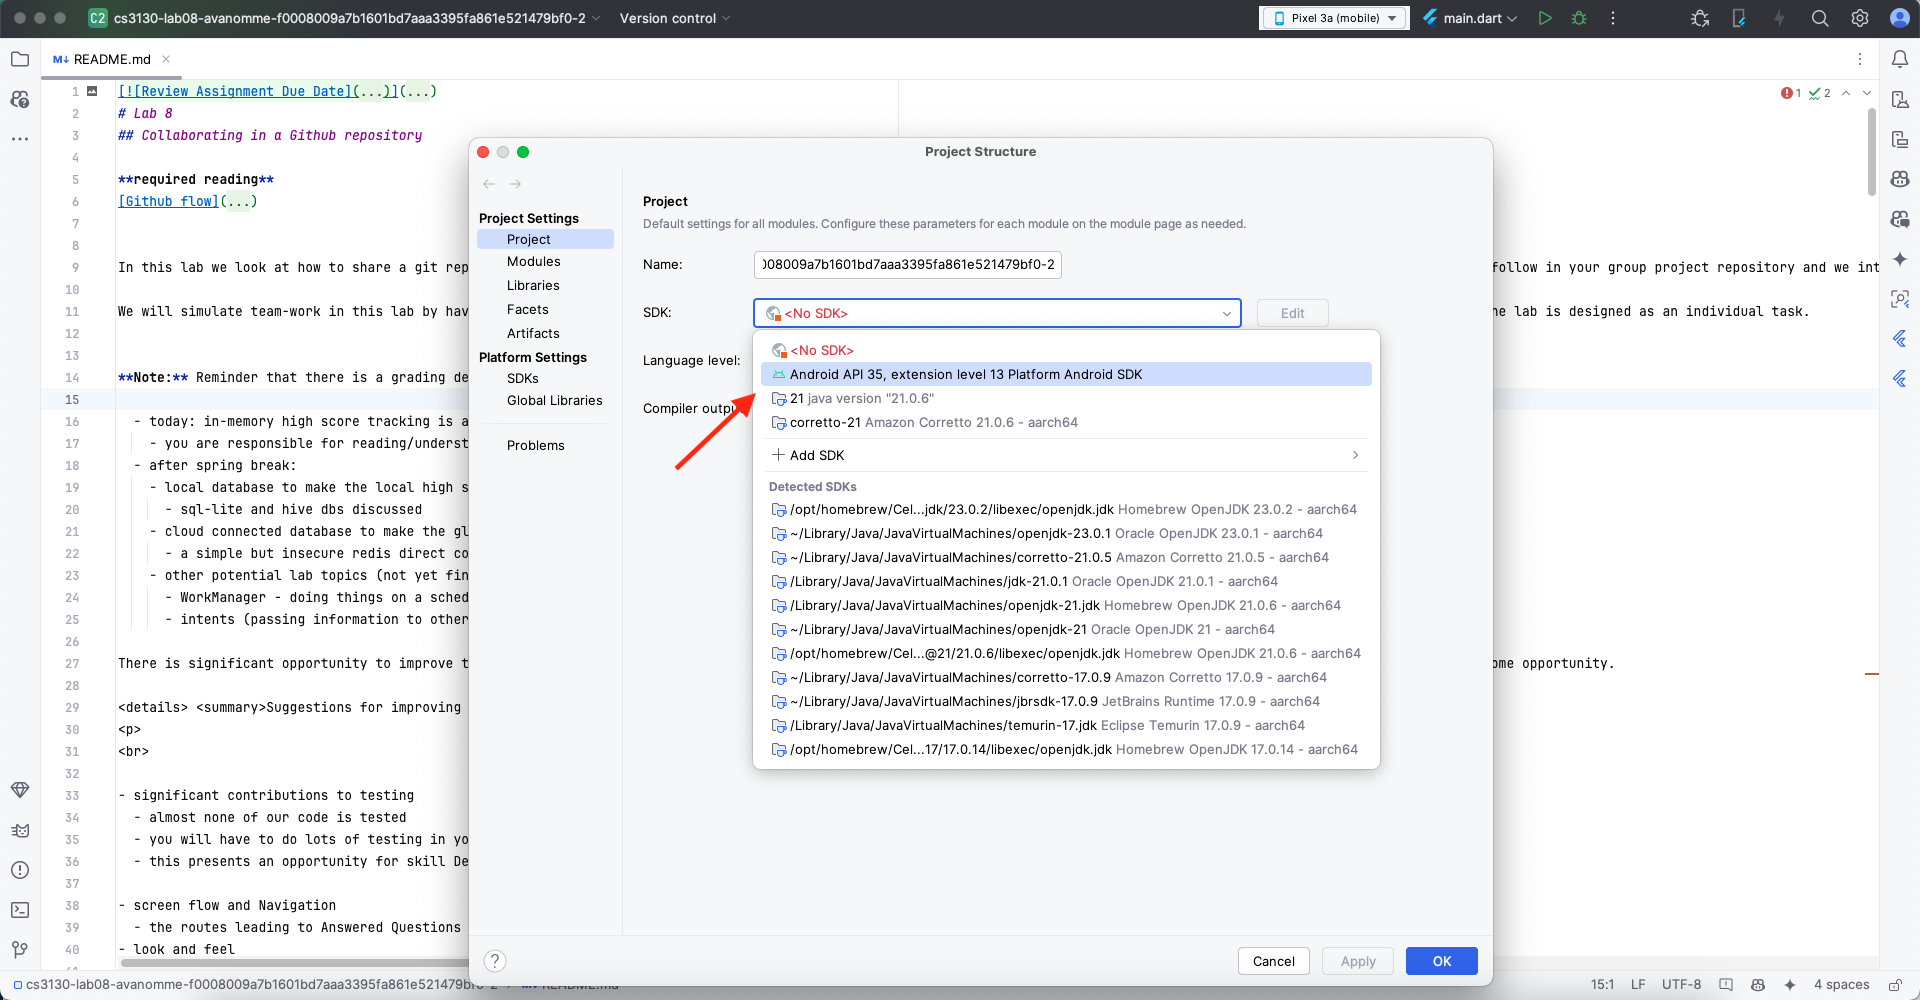 C2 cs3130-lab08-avanomme-f0008009a7b1601bd7aaa3395fa861e521479bf0-2 Version control Pixel 3a (mobile) main.dart
M↓ README.md
1 [![Review Assignment Due Date](...)](...)
2 # Lab 8
3 ## Collaborating in a Github repository
4
5 **required reading**
6 [Github flow](...)
7
8
9 In this lab we look at how to share a git rep
follow in your group project repository and we int
10
11 We will simulate team-work in this lab by hav
he lab is designed as an individual task.
12
13
14 **Note:** Reminder that there is a grading de
15
16 - today: in-memory high score tracking is a
17 - you are responsible for reading/underst
18 - after spring break:
19 - local database to make the local high s
20 - sql-lite and hive dbs discussed
21 - cloud connected database to make the gl
22 - a simple but insecure redis direct co
23 - other potential lab topics (not yet fin
24 - WorkManager - doing things on a sched
25 - intents (passing information to other
26
27 There is significant opportunity to improve t
ome opportunity.
28
29 <details> <summary>Suggestions for improving
30 <p>
31 <br>
32
33 - significant contributions to testing
34 - almost none of our code is tested
35 - you will have to do lots of testing in yo
36 - this presents an opportunity for skill De
37
38 - screen flow and Navigation
39 - the routes leading to Answered Questions
40 - look and feel
1 2
Project Structure
Project Settings
Project
Modules
Libraries
Facets
Artifacts
Platform Settings
SDKs
Global Libraries
Problems
Project
Default settings for all modules. Configure these parameters for each module on the module page as needed.
Name: 008009a7b1601bd7aaa3395fa861e521479bf0-2
SDK: <No SDK> Edit
Language level:
Compiler outpu
<No SDK>
Android API 35, extension level 13 Platform Android SDK
21 java version "21.0.6"
corretto-21 Amazon Corretto 21.0.6 - aarch64
Add SDK
Detected SDKs
/opt/homebrew/Cel...jdk/23.0.2/libexec/openjdk.jdk Homebrew OpenJDK 23.0.2 - aarch64
~/Library/Java/JavaVirtualMachines/openjdk-23.0.1 Oracle OpenJDK 23.0.1 - aarch64
~/Library/Java/JavaVirtualMachines/corretto-21.0.5 Amazon Corretto 21.0.5 - aarch64
/Library/Java/JavaVirtualMachines/jdk-21.0.1 Oracle OpenJDK 21.0.1 - aarch64
/Library/Java/JavaVirtualMachines/openjdk-21.jdk Homebrew OpenJDK 21.0.6 - aarch64
~/Library/Java/JavaVirtualMachines/openjdk-21 Oracle OpenJDK 21 - aarch64
/opt/homebrew/Cel...@21/21.0.6/libexec/openjdk.jdk Homebrew OpenJDK 21.0.6 - aarch64
~/Library/Java/JavaVirtualMachines/corretto-17.0.9 Amazon Corretto 17.0.9 - aarch64
~/Library/Java/JavaVirtualMachines/jbrsdk-17.0.9 JetBrains Runtime 17.0.9 - aarch64
/Library/Java/JavaVirtualMachines/temurin-17.jdk Eclipse Temurin 17.0.9 - aarch64
/opt/homebrew/Cel...17/17.0.14/libexec/openjdk.jdk Homebrew OpenJDK 17.0.14 - aarch64
? Cancel Apply OK
cs3130-lab08-avanomme-f0008009a7b1601bd7aaa3395fa861e521479bf0-2 README.md
15:1 LF UTF-8 4 spaces